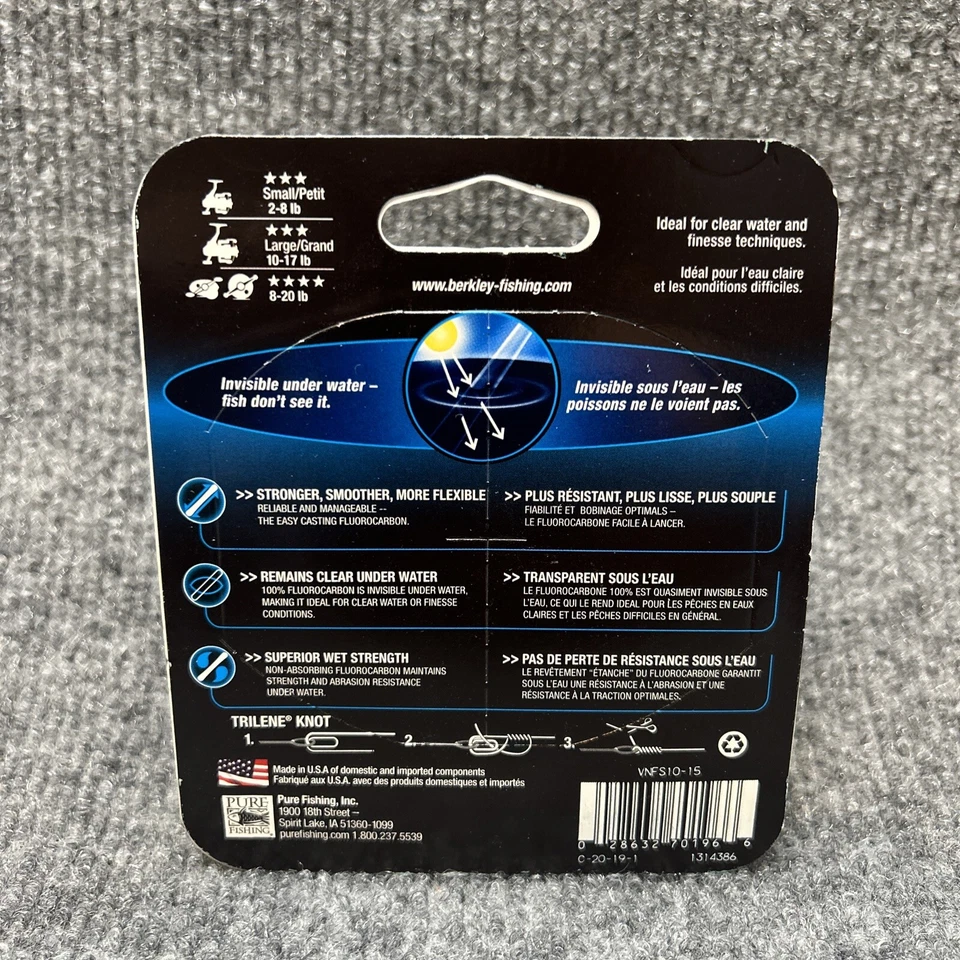 ★★★
Small/Petit
2-8 lb
★★★
Large/Grand
10-17 lb
★★★★
8-20 lb
www.berkley-fishing.com
Ideal for clear water and
finesse techniques.
Idéal pour l'eau claire
et les conditions difficiles.
Invisible under water –
fish don't see it.
Invisible sous l'eau – les
poissons ne le voient pas.
>> STRONGER, SMOOTHER, MORE FLEXIBLE
RELIABLE AND MANAGEABLE --
THE EASY CASTING FLUOROCARBON.
>> PLUS RÉSISTANT, PLUS LISSE, PLUS SOUPLE
FIABILITÉ ET BOBINAGE OPTIMALS –
LE FLUOROCARBONE FACILE À LANCER.
>> REMAINS CLEAR UNDER WATER
100% FLUOROCARBON IS INVISIBLE UNDER WATER,
MAKING IT IDEAL FOR CLEAR WATER OR FINESSE
CONDITIONS.
>> TRANSPARENT SOUS L'EAU
LE FLUOROCARBONE 100% EST QUASIMENT INVISIBLE SOUS
L'EAU, CE QUI LE REND IDEAL POUR LES PÊCHES EN EAUX
CLAIRES ET LES PÈCHES DIFFICILES EN GÉNÉRAL.
>> SUPERIOR WET STRENGTH
NON-ABSORBING FLUOROCARBON MAINTAINS
STRENGTH AND ABRASION RESISTANCE
UNDER WATER.
>> PAS DE PERTE DE RÉSISTANCE SOUS L'EAU
LE REVÊTEMENT "ÉTANCHE" DU FLUOROCARBONE GARANTIT
SOUS L'EAU UNE RÉSISTANCE À L'ABRASION ET UNE
RÉSISTANCE À LA TRACTION OPTIMALES.
TRILENE® KNOT
1.
2.
3.
Made in U.S.A of domestic and imported components
Fabriqué aux U.S.A. avec des produits domestiques et importés
PURE
FISHING
Pure Fishing, Inc.
1900 18th Street –
Spirit Lake, IA 51360-1099
purefishing.com 1.800.237.5539
VNFS10-15
0 28632 70196 6
C-20-19-1 1314386